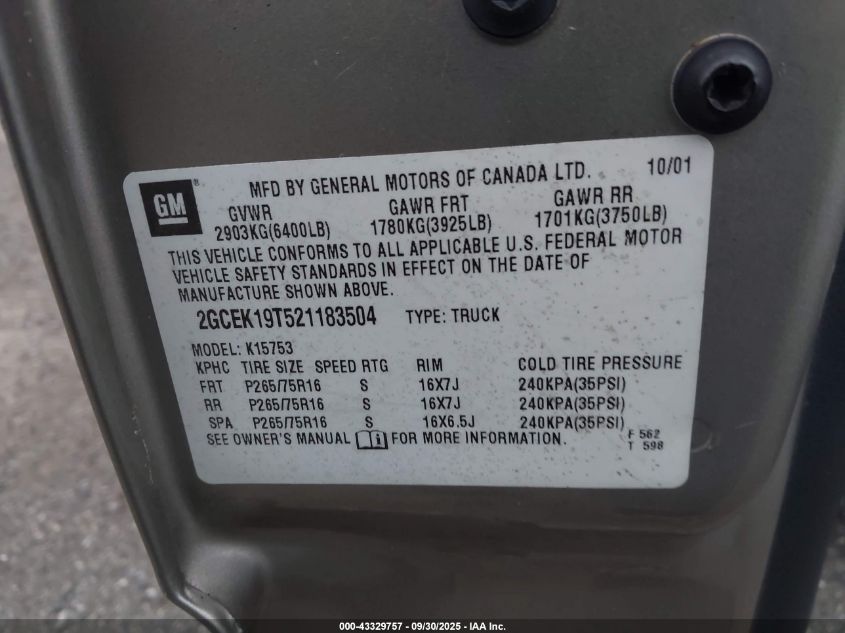 GM ® MFD BY GENERAL MOTORS OF CANADA LTD. 10/01
GVWR GAWR FRT GAWR RR
2903KG(6400LB) 1780KG(3925LB) 1701KG(3750LB)
THIS VEHICLE CONFORMS TO ALL APPLICABLE U.S. FEDERAL MOTOR
VEHICLE SAFETY STANDARDS IN EFFECT ON THE DATE OF
MANUFACTURE SHOWN ABOVE.
2GCEK19T521183504 TYPE: TRUCK
MODEL: K15753
KPHC TIRE SIZE SPEED RTG RIM COLD TIRE PRESSURE
FRT P265/75R16 S 16X7J 240KPA(35PSI)
RR P265/75R16 S 16X7J 240KPA(35PSI)
SPA P265/75R16 S 16X6.5J 240KPA(35PSI)
SEE OWNER'S MANUAL FOR MORE INFORMATION.
F 562
T 598
000-43329757 - 09/30/2025 - IAA Inc.